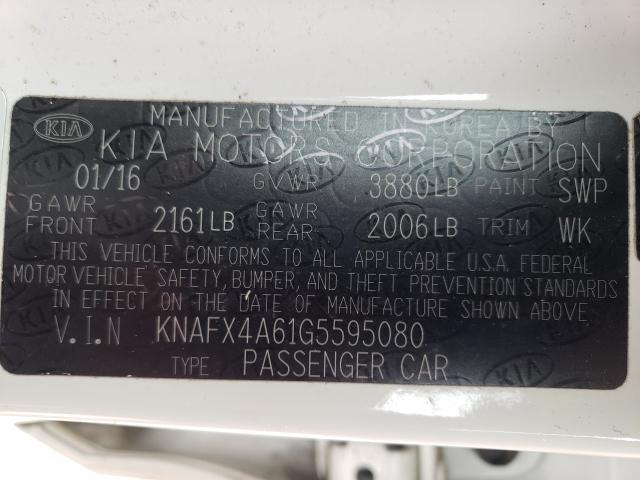 KIA
MANUFACTURED IN KOREA BY
KIA MOTORS CORPORATION
01/16 GVWR 3880LB PAINT SWP
GAWR FRONT 2161LB GAWR REAR 2006LB TRIM WK
THIS VEHICLE CONFORMS TO ALL APPLICABLE U.S.A. FEDERAL
MOTOR VEHICLE SAFETY, BUMPER, AND THEFT PREVENTION STANDARDS
IN EFFECT ON THE DATE OF MANUFACTURE SHOWN ABOVE
V.I.N KNAFX4A61G5595080
TYPE PASSENGER CAR